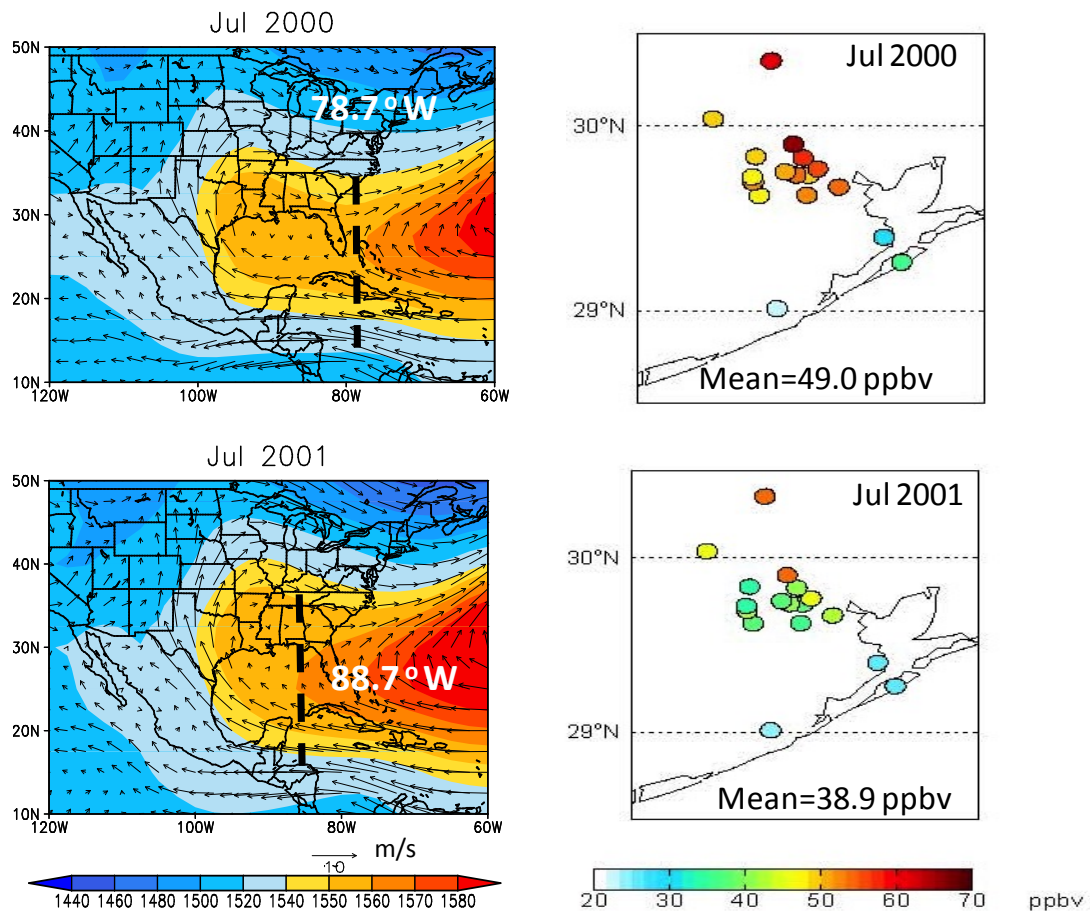 Jul 2000
50N
40N
30N
20N
10N
120W 100W 80W 60W
78.7 º W
Jul 2000
30°N
29°N
Mean=49.0 ppbv
Jul 2001
50N
40N
30N
20N
10N
120W 100W 80W 60W
88.7 º W
Jul 2001
30°N
29°N
Mean=38.9 ppbv
10 m/s
1440 1460 1480 1500 1520 1540 1550 1560 1570 1580
20 30 40 50 60 70 ppbv